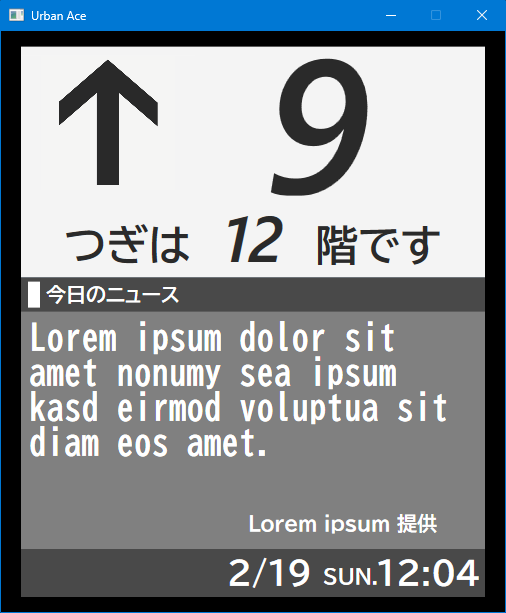 Urban Ace
9
つぎは 12 階です
今日のニュース
Lorem ipsum dolor sit
amet nonumy sea ipsum
kasd eirmod voluptua sit
diam eos amet.
Lorem ipsum 提供
2/19 SUN.12:04